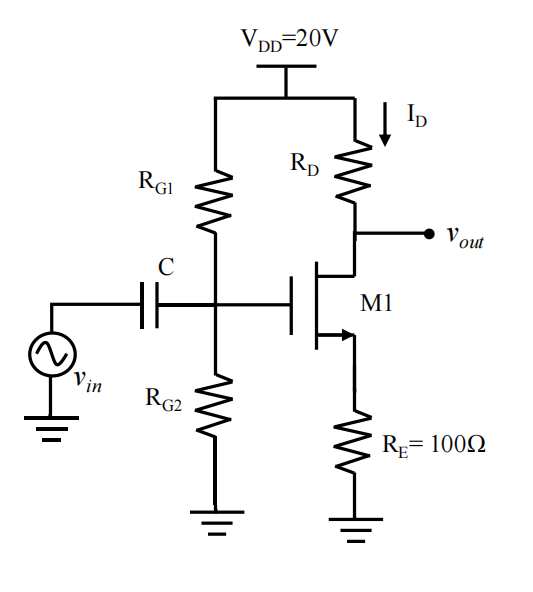 V_DD=20V
I_D
R_D
R_G1
v_out
C
M1
v_in
R_G2
R_E= 100Ω